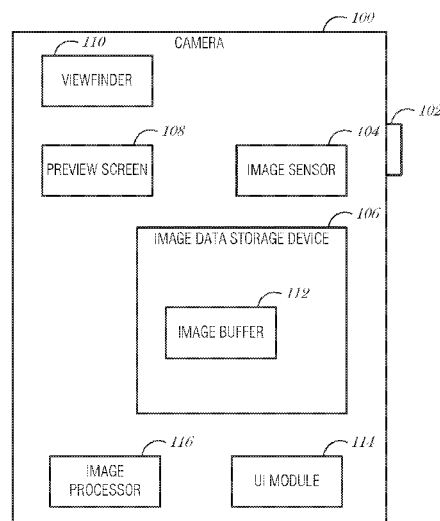 100
CAMERA
110
VIEWFINDER
102
108
PREVIEW SCREEN
104
IMAGE SENSOR
106
IMAGE DATA STORAGE DEVICE
112
IMAGE BUFFER
116
IMAGE
PROCESSOR
114
UI MODULE